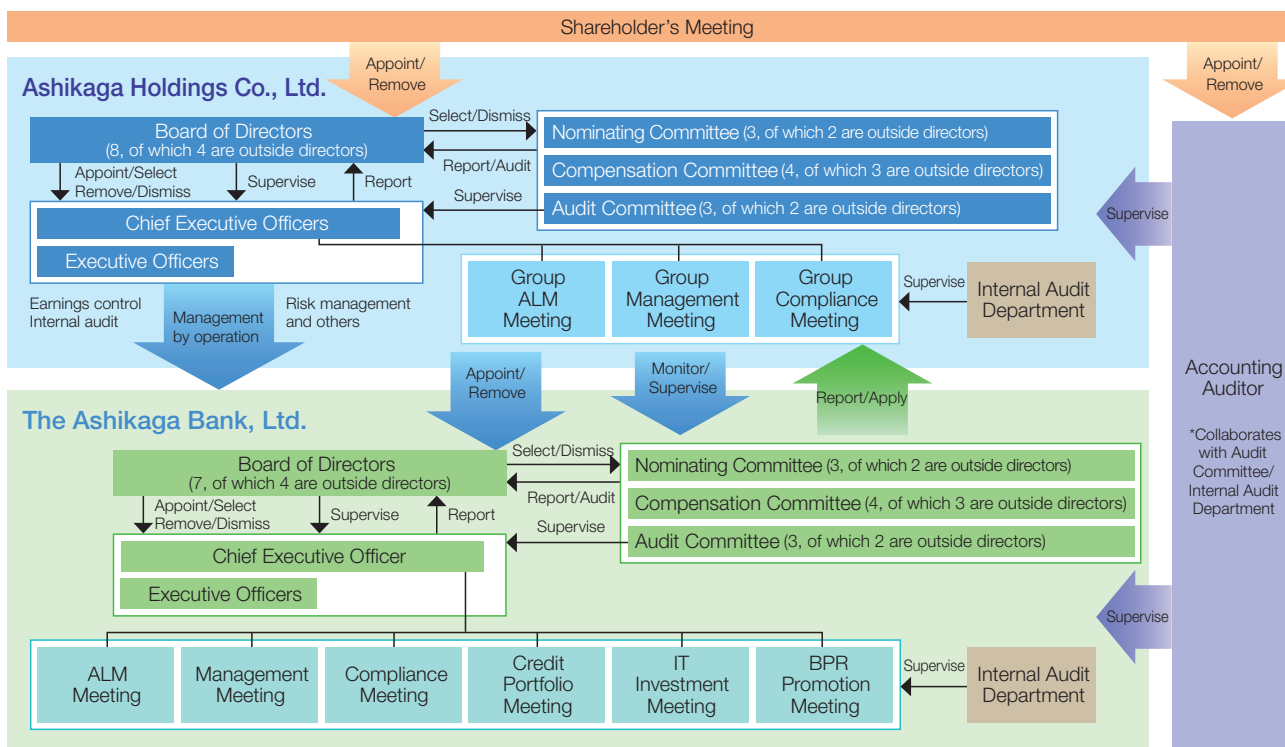 Shareholder's Meeting
Appoint/
Remove
Appoint/
Remove
Ashikaga Holdings Co., Ltd.
Board of Directors
(8, of which 4 are outside directors)
Select/Dismiss
Report/Audit
Supervise
Nominating Committee (3, of which 2 are outside directors)
Compensation Committee (4, of which 3 are outside directors)
Audit Committee (3, of which 2 are outside directors)
Appoint/Select
Remove/Dismiss
Supervise
Report
Chief Executive Officers
Executive Officers
Supervise
Group
ALM
Meeting
Group
Management
Meeting
Group
Compliance
Meeting
Supervise
Internal Audit
Department
Earnings control
Internal audit
Management
by operation
Risk management
and others
Appoint/
Remove
Monitor/
Supervise
Report/Apply
Accounting
Auditor
*Collaborates
with Audit
Committee/
Internal Audit
Department
The Ashikaga Bank, Ltd.
Board of Directors
(7, of which 4 are outside directors)
Select/Dismiss
Report/Audit
Supervise
Nominating Committee (3, of which 2 are outside directors)
Compensation Committee (4, of which 3 are outside directors)
Audit Committee (3, of which 2 are outside directors)
Appoint/Select
Remove/Dismiss
Supervise
Report
Chief Executive Officer
Executive Officers
Supervise
ALM
Meeting
Management
Meeting
Compliance
Meeting
Credit
Portfolio
Meeting
IT
Investment
Meeting
BPR
Promotion
Meeting
Supervise
Internal Audit
Department